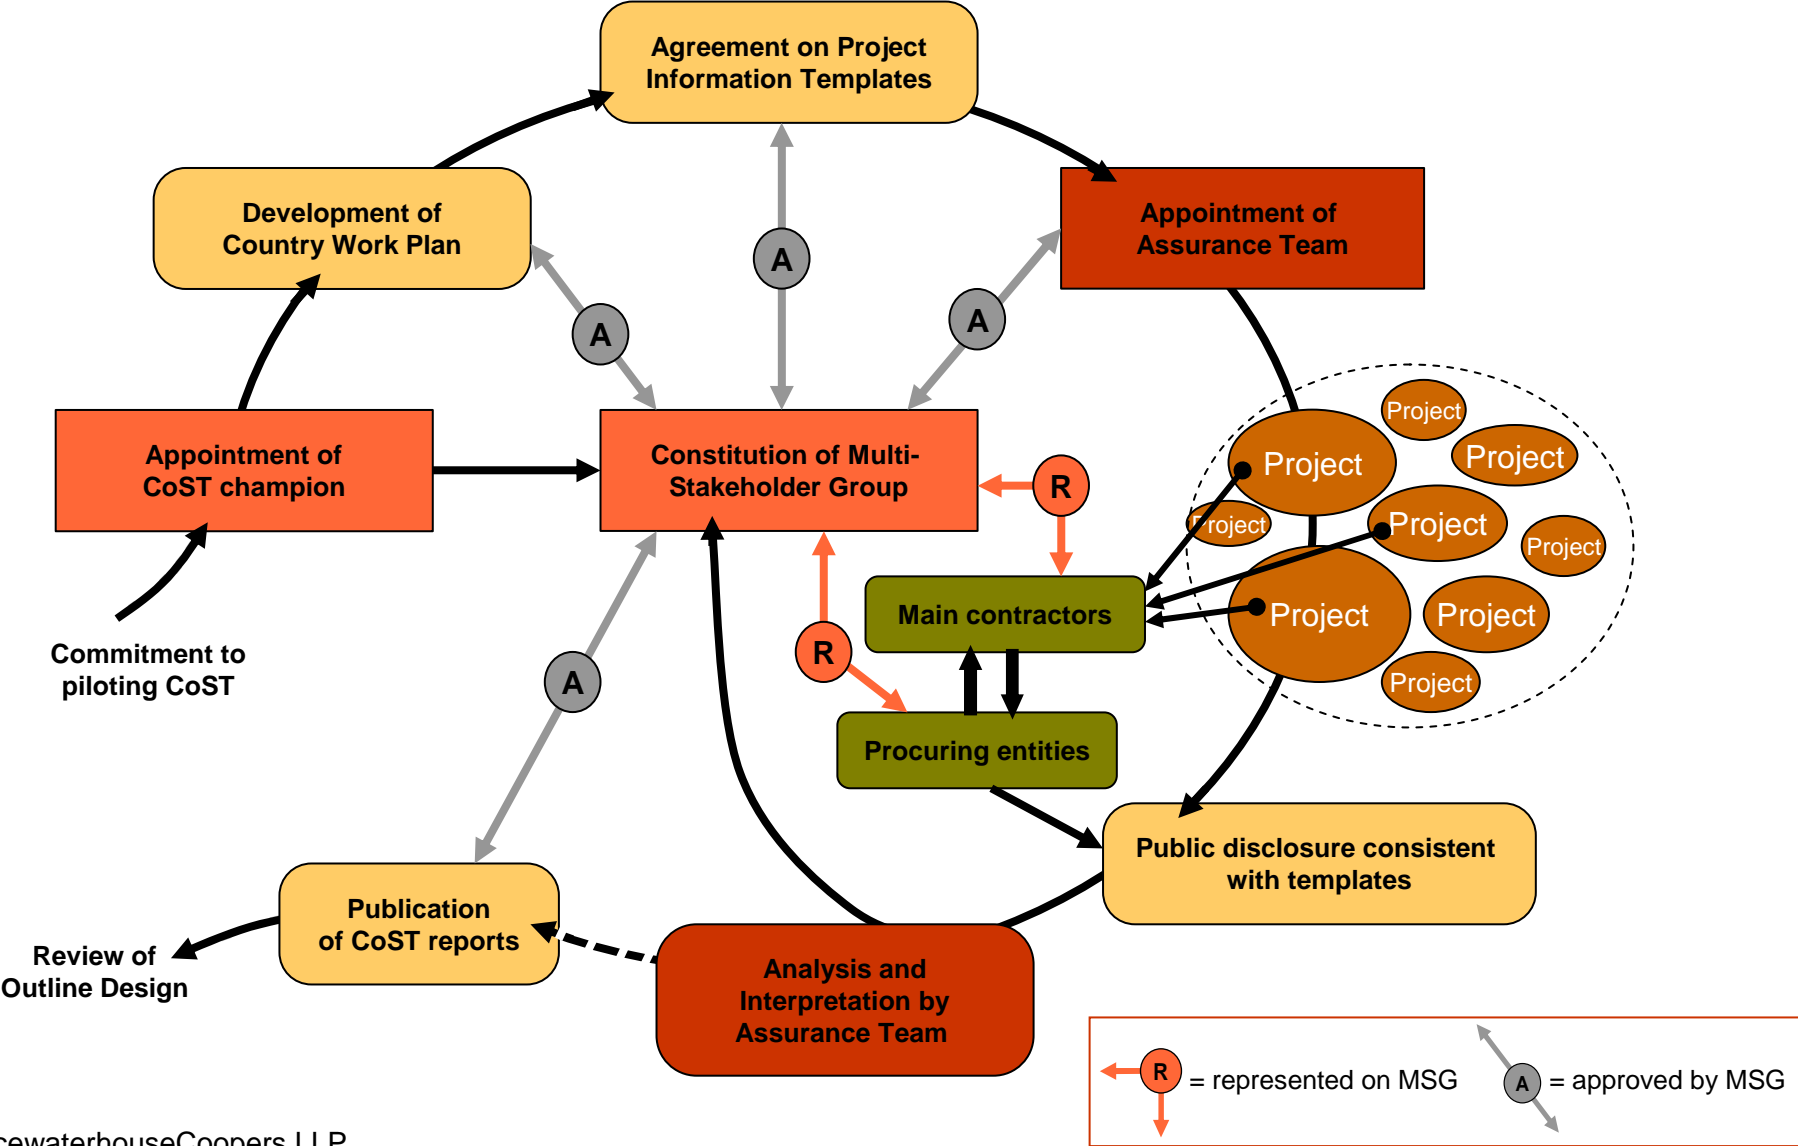 Agreement on Project
Information Templates
Development of
Country Work Plan
Appointment of
Assurance Team
A
A
A
Appointment of
CoST champion
Constitution of Multi-
Stakeholder Group
R
Project
Project
Project
Project
Project
Project
Project
Project
Project
Main contractors
R
Commitment to
piloting CoST
A
Procuring entities
Public disclosure consistent
with templates
Publication
of CoST reports
Review of
Outline Design
Analysis and
Interpretation by
Assurance Team
R = represented on MSG
A = approved by MSG
cewaterhouseCoopers LLP